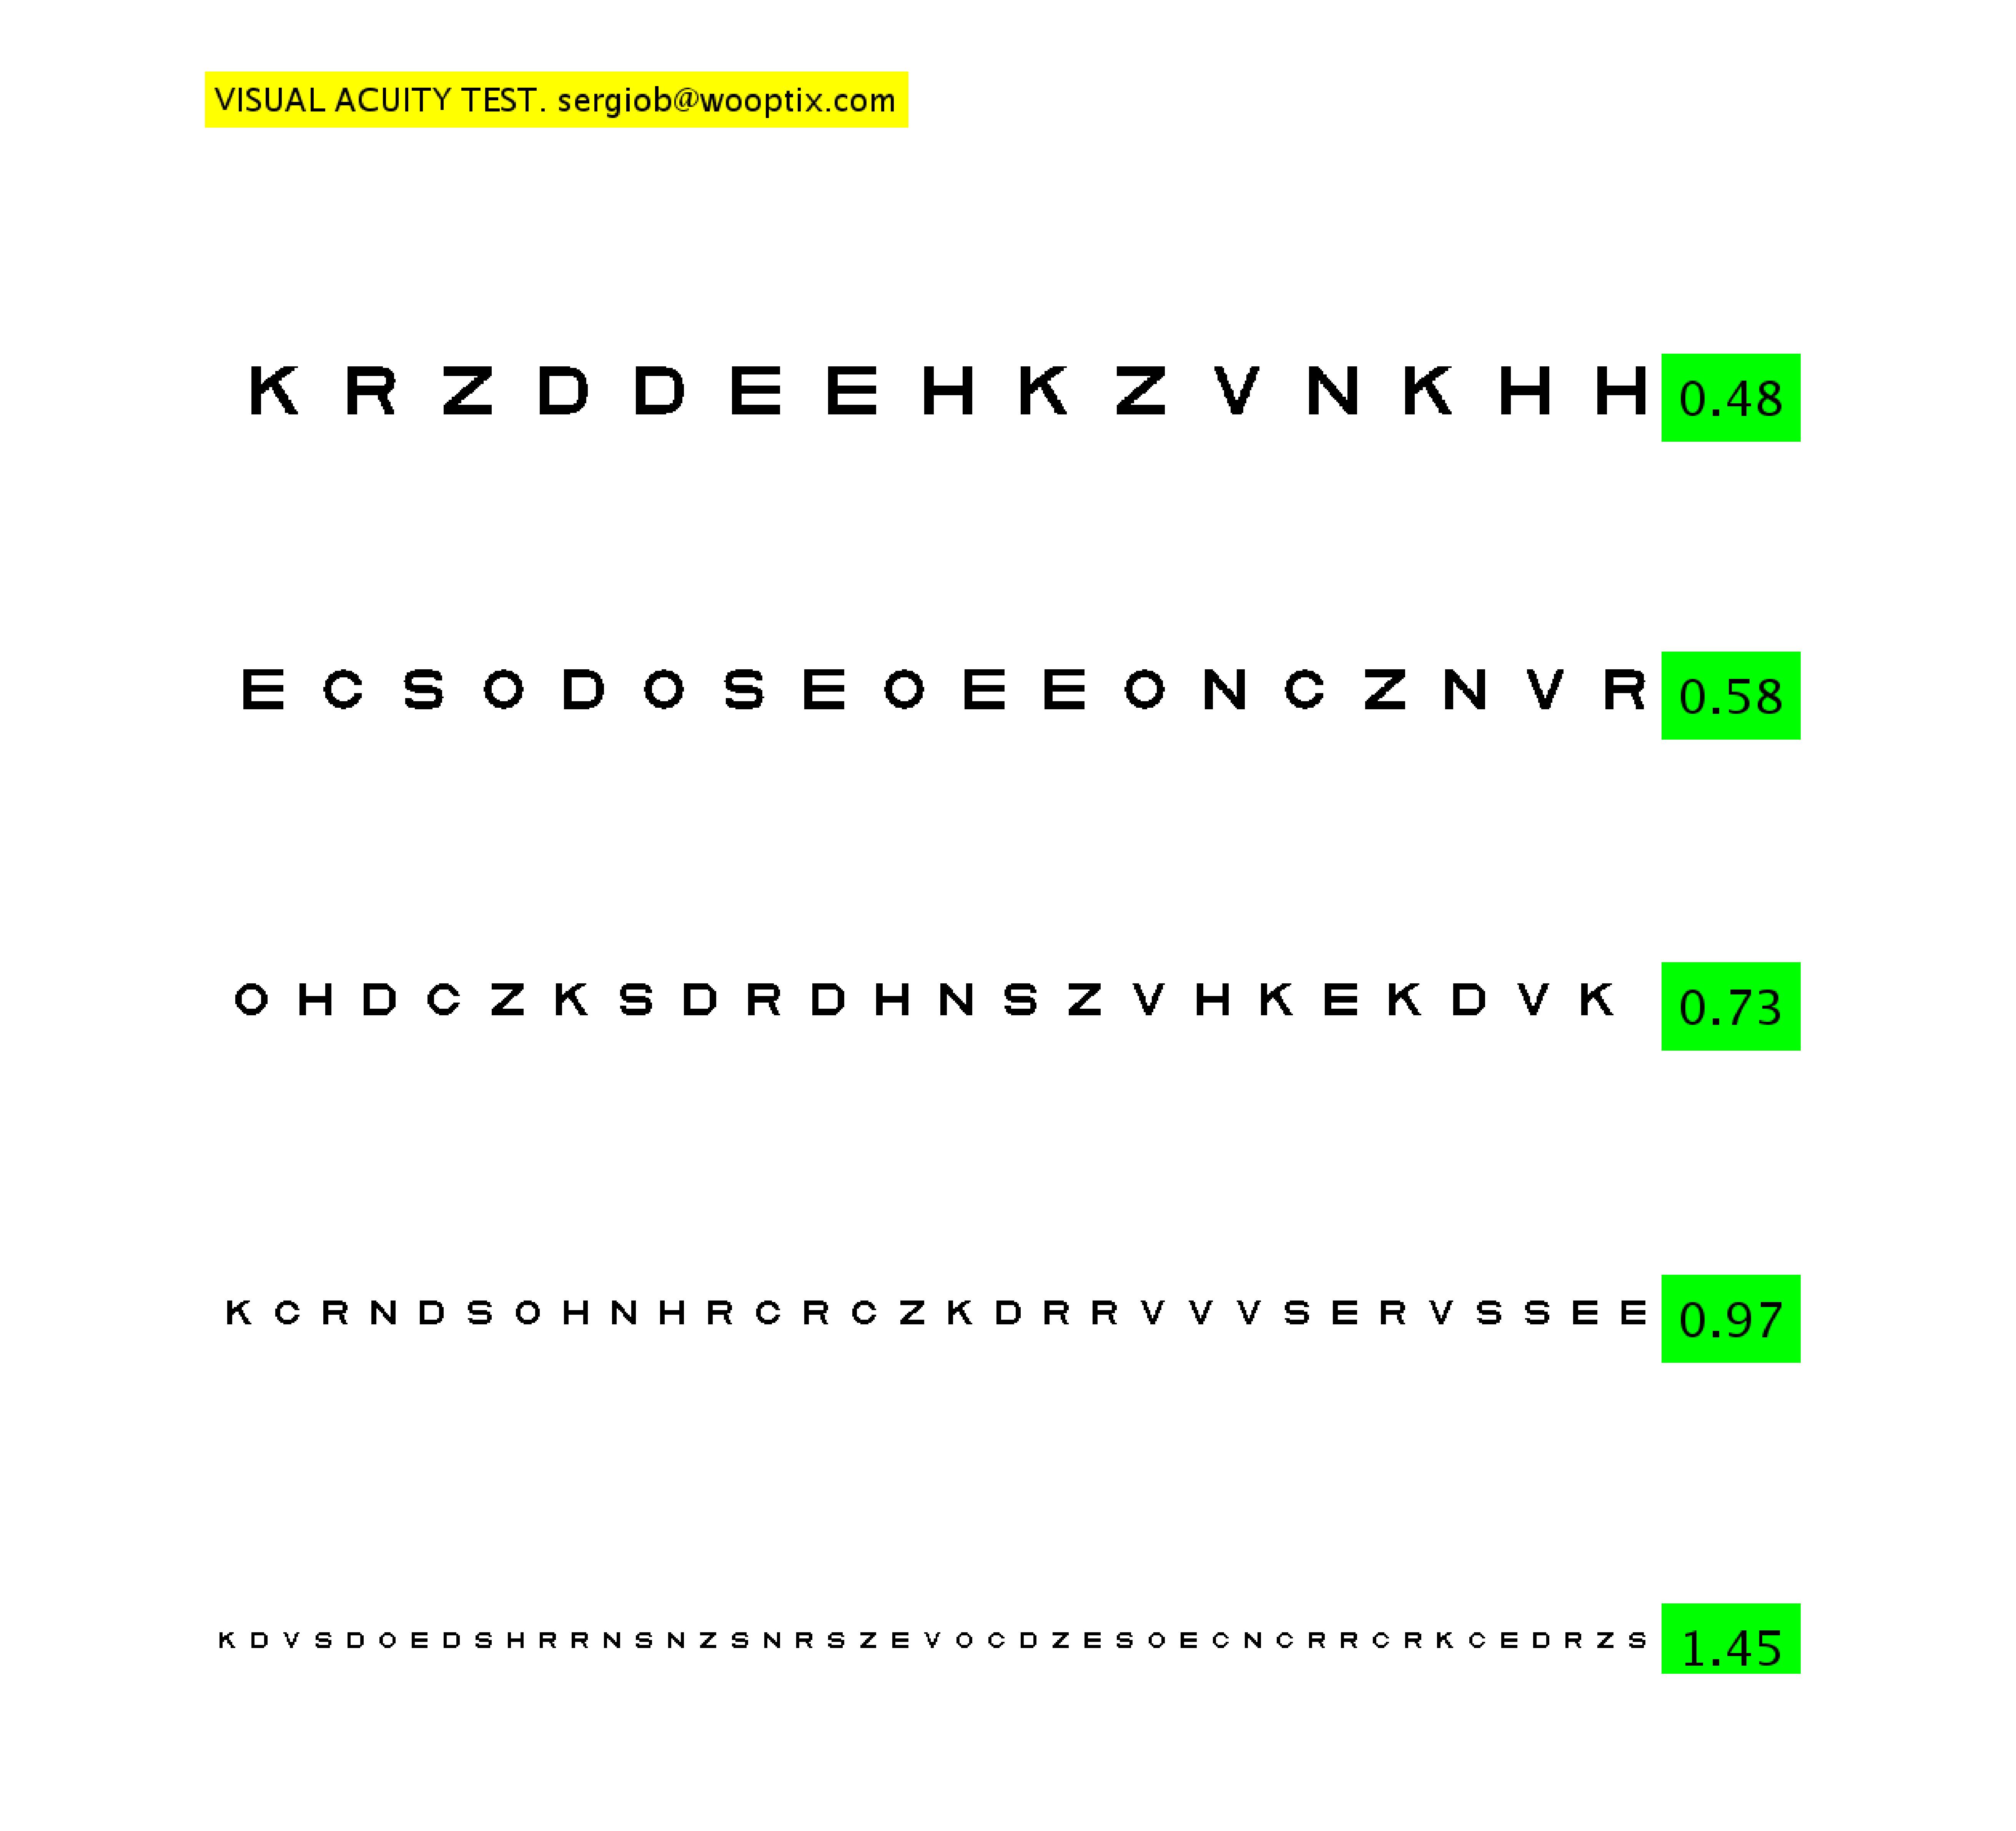 VISUAL ACUITY TEST. sergiob@wooptix.com
K R Z D D E E H K Z V N K H H 0.48
E C S O D O S E O E E O N C Z N V R 0.58
O H D C Z K S D R D H N S Z V H K E K D V K 0.73
K C R N D S O H N H R C R C Z K D R R V V V S E R V S S E E 0.97
K D V S D O E D S H R R N S N Z S N R S Z E V O C D Z E S O E C N C R R C R K C E D R Z S 1.45